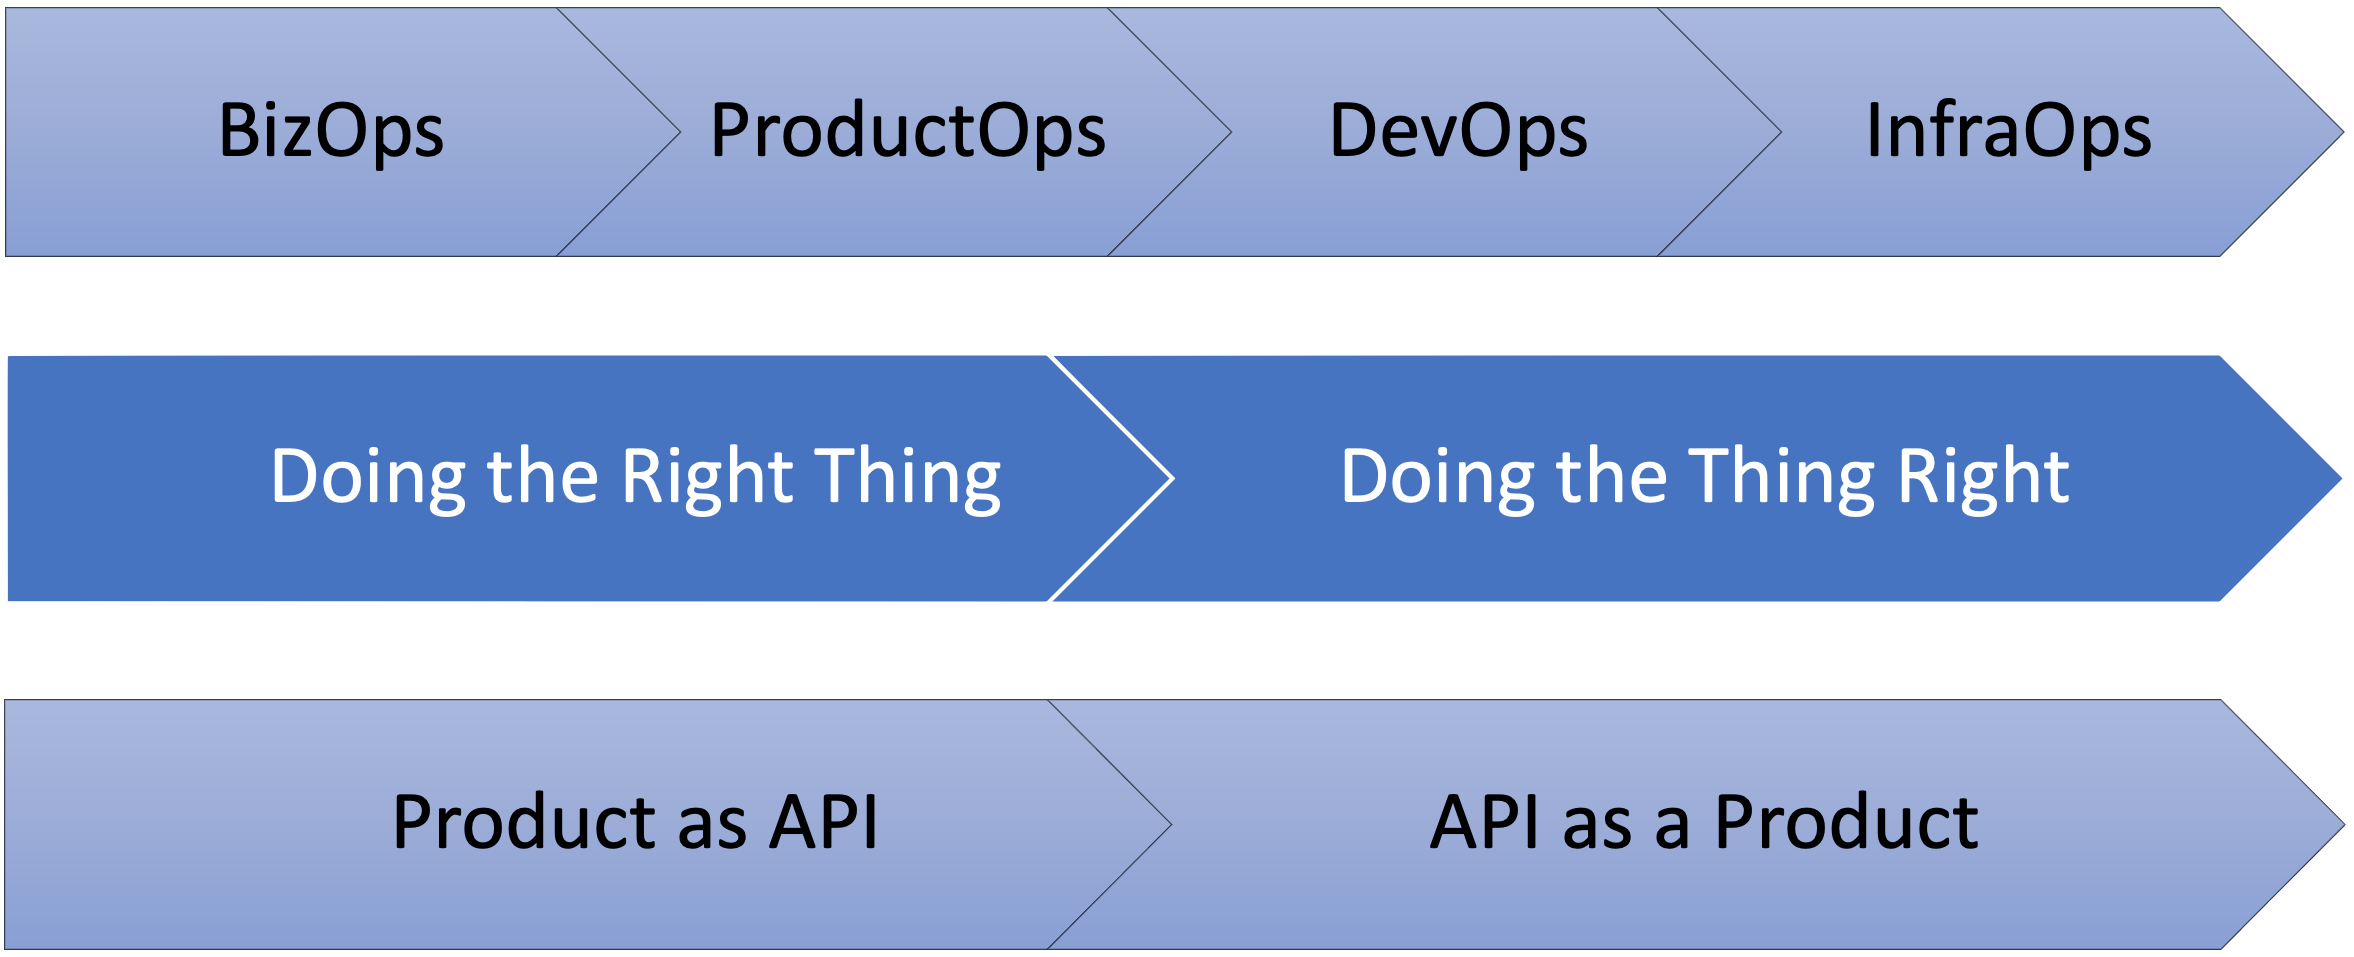 BizOps
ProductOps
DevOps
InfraOps
Doing the Right Thing
Doing the Thing Right
Product as API
API as a Product